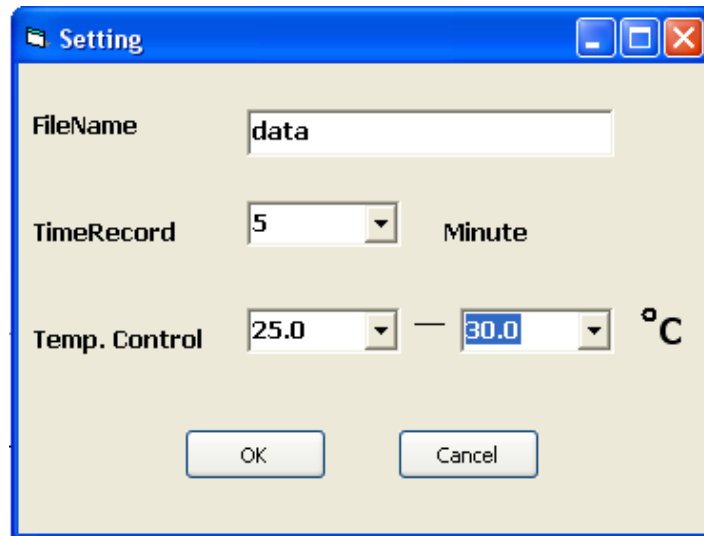 Setting
FileName data
TimeRecord 5 Minute
Temp. Control 25.0 — 30.0 °C
OK Cancel